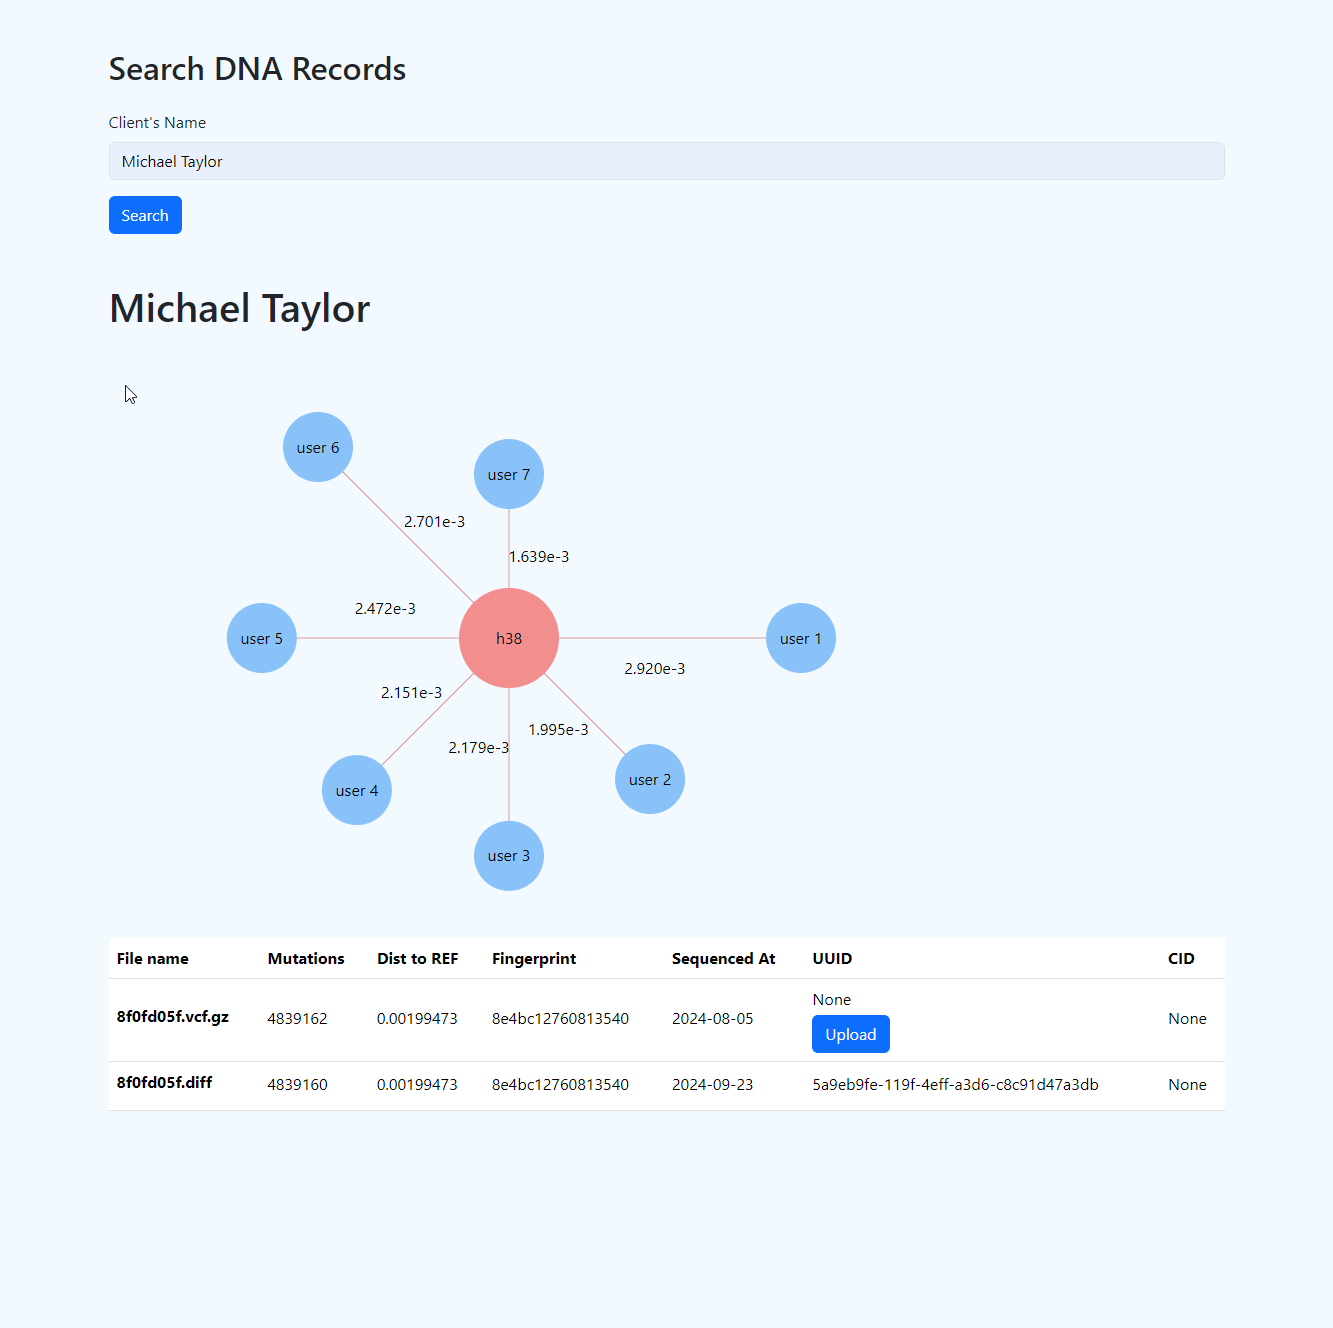 Search DNA Records
Client's Name
Michael Taylor
Search
Michael Taylor
user 6
user 7
2.701e-3
1.639e-3
2.472e-3
user 5
h38
user 1
2.920e-3
2.151e-3
1.995e-3
2.179e-3
user 4
user 2
user 3
File name Mutations Dist to REF Fingerprint Sequenced At UUID CID
8f0fd05f.vcf.gz 4839162 0.00199473 8e4bc12760813540 2024-08-05 None Upload None
8f0fd05f.diff 4839160 0.00199473 8e4bc12760813540 2024-09-23 5a9eb9fe-119f-4eff-a3d6-c8c91d47a3db None